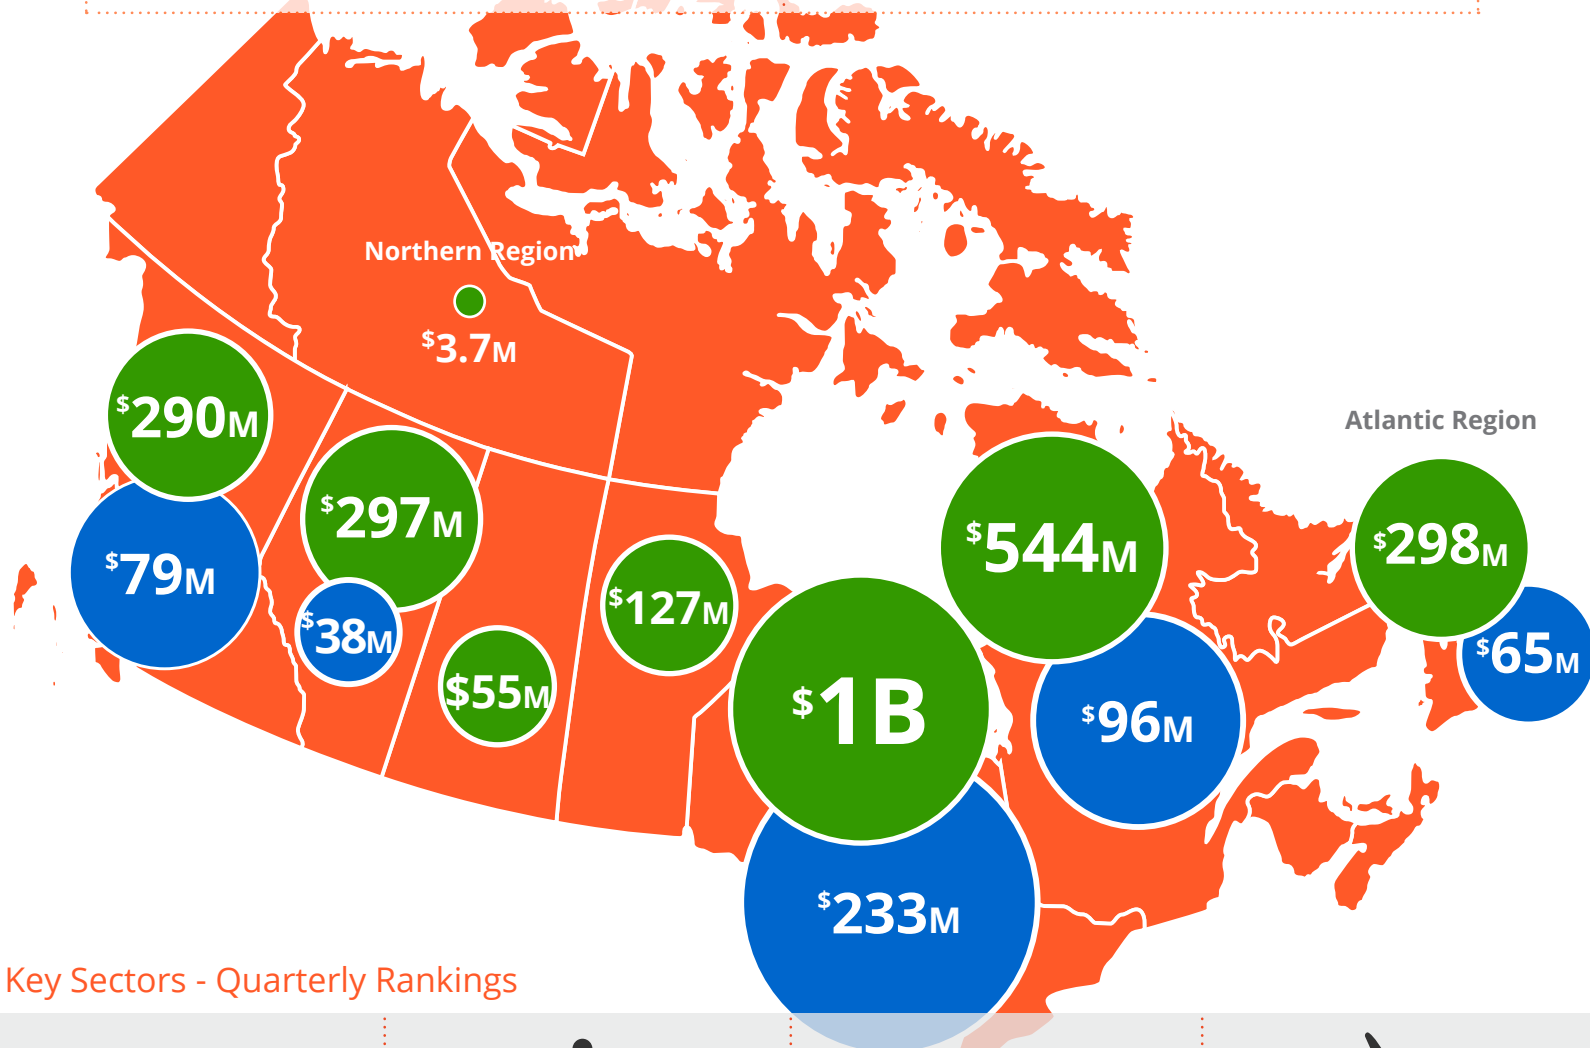 Northern Region
$3.7M
$290M
Atlantic Region
$297M
$544M
$298M
$79M
$127M
$38M
$65M
$55M
$1B
$96M
$233M
Key Sectors - Quarterly Rankings